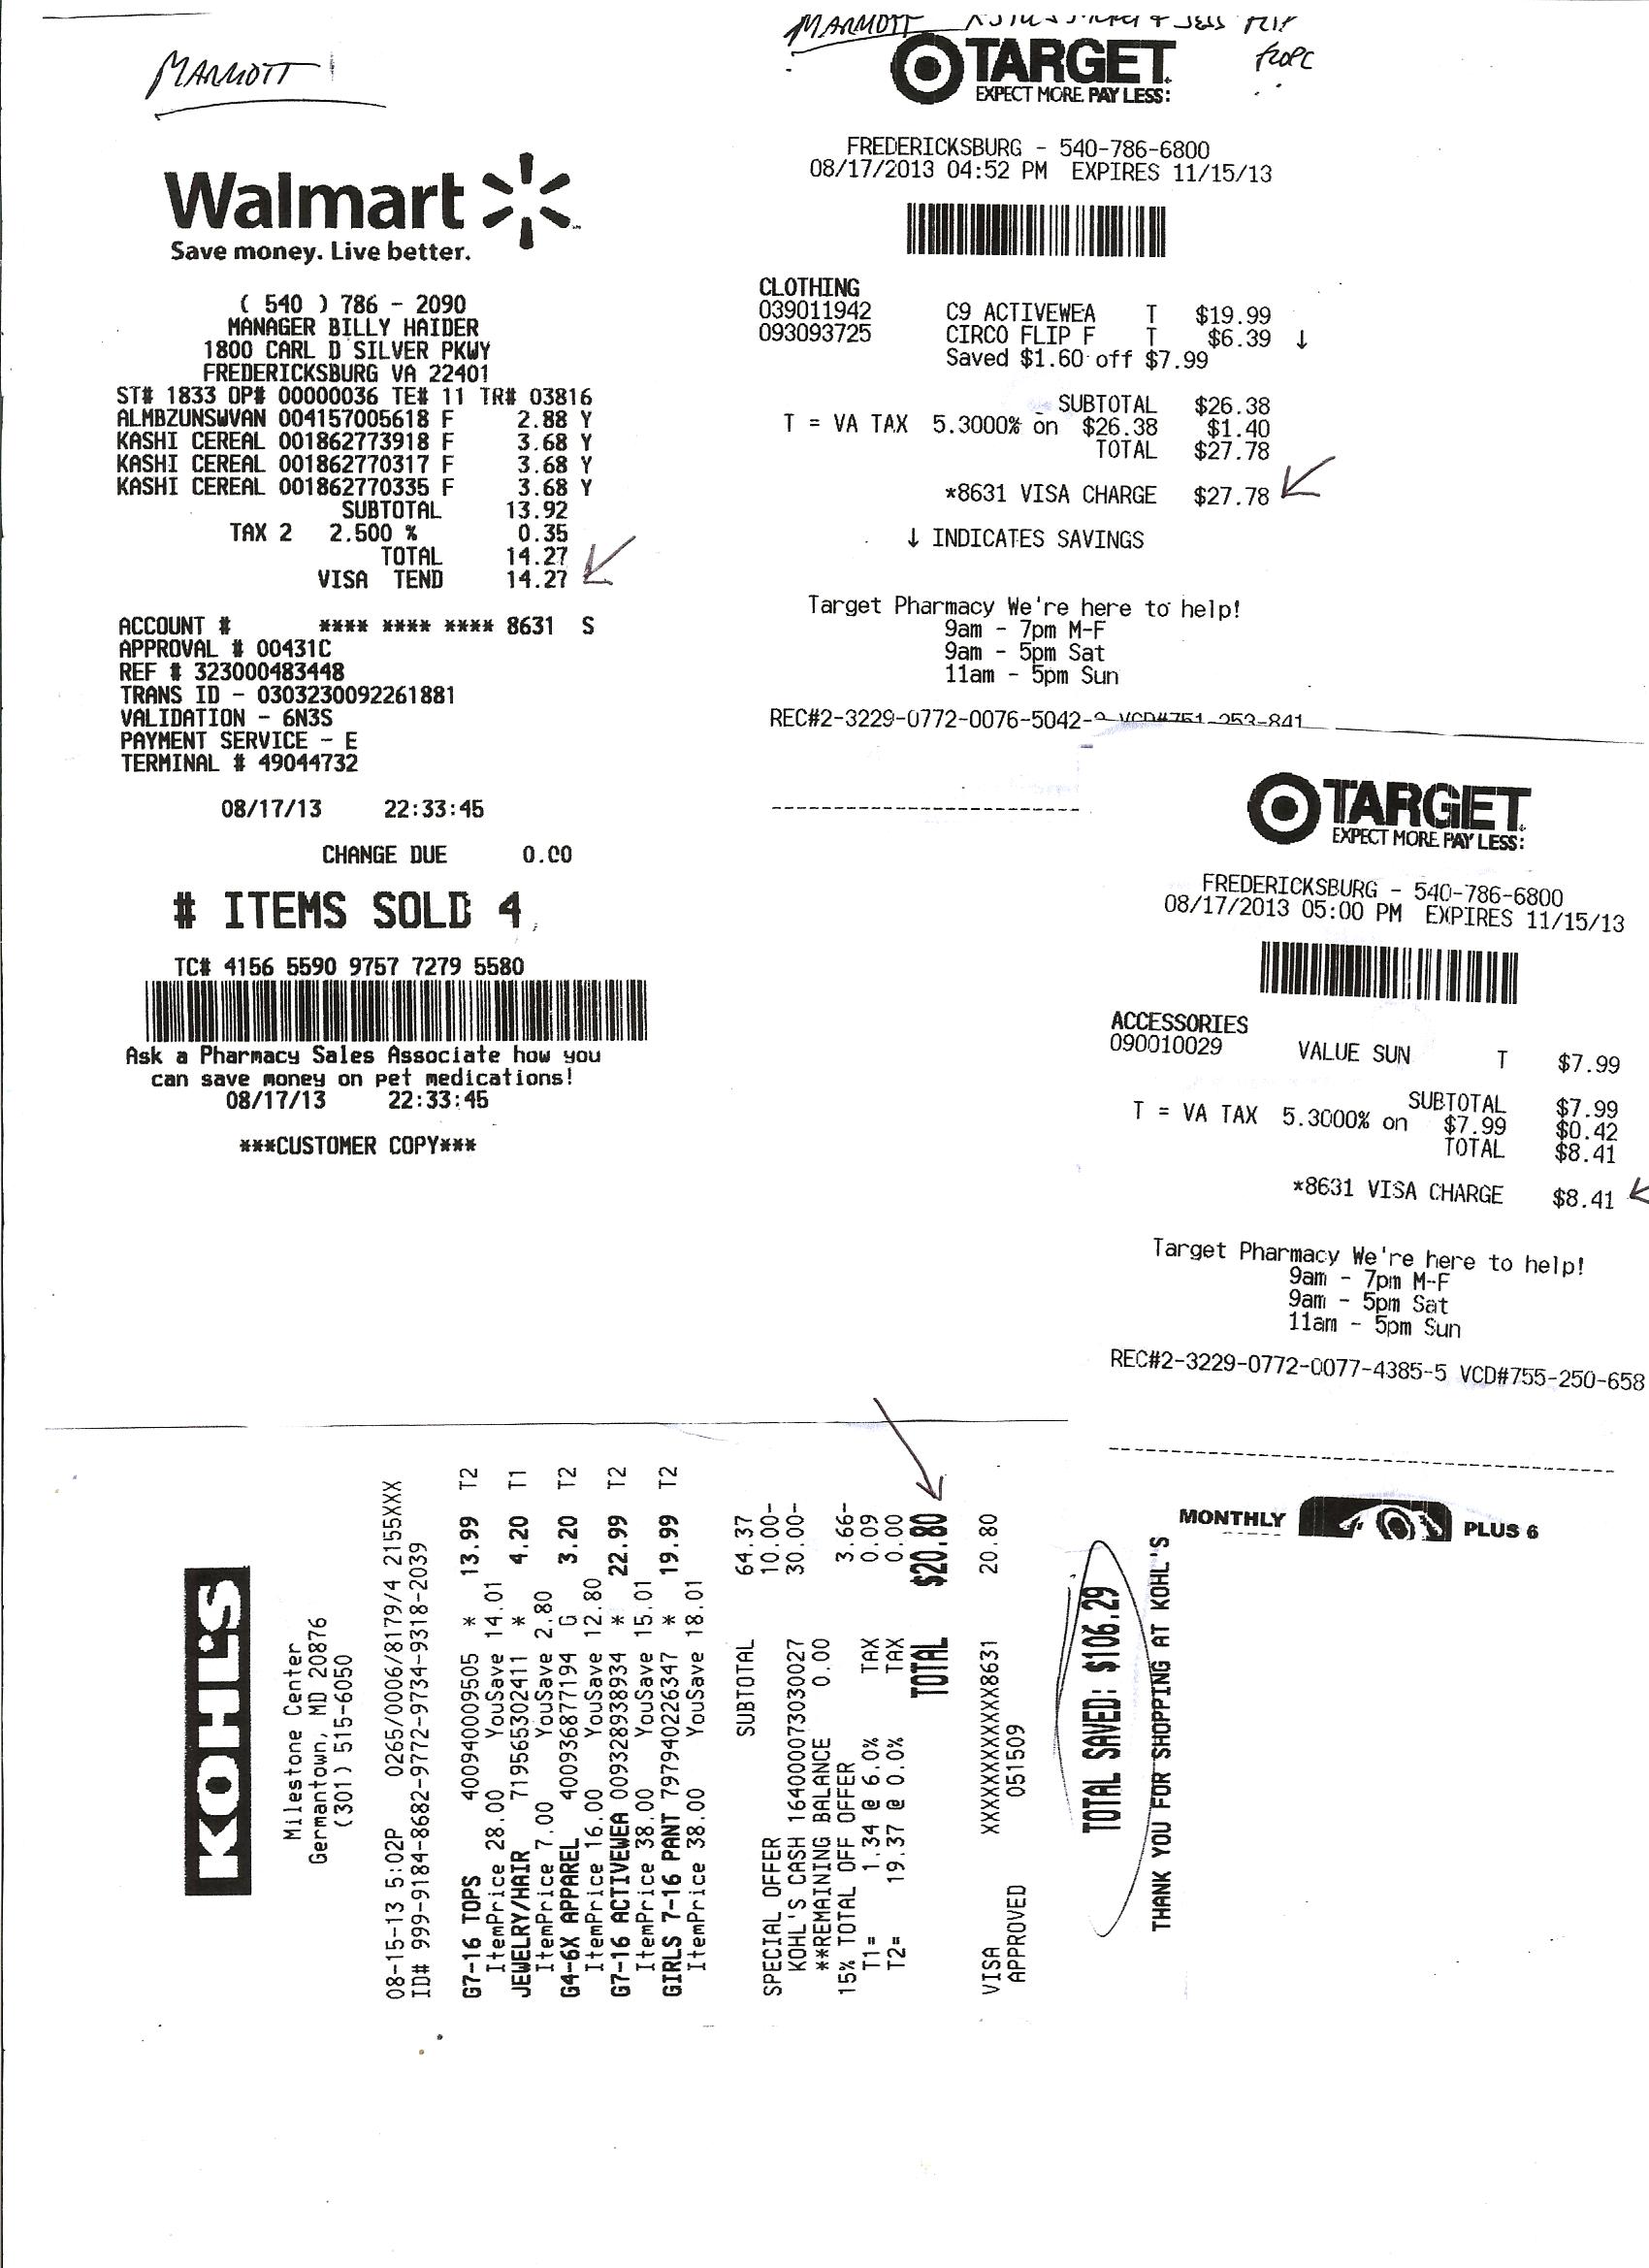 MARRIOTT
Walmart
Save money. Live better.
( 540 ) 786 - 2090
MANAGER BILLY HAIDER
1800 CARL D SILVER PKWY
FREDERICKSBURG VA 22401
ST# 1833 OP# 00000036 TE# 11 TR# 03816
ALMBZUNSWVAN 004157005618 F 2.88 Y
KASHI CEREAL 001862773918 F 3.68 Y
KASHI CEREAL 001862770317 F 3.68 Y
KASHI CEREAL 001862770335 F 3.68 Y
SUBTOTAL 13.92
TAX 2 2.500 % 0.35
TOTAL 14.27
VISA TEND 14.27
ACCOUNT # **** **** **** 8631 S
APPROVAL # 00431C
REF # 323000483448
TRANS ID - 0303230092261881
VALIDATION - 6N3S
PAYMENT SERVICE - E
TERMINAL # 49044732
08/17/13 22:33:45
CHANGE DUE 0.00
# ITEMS SOLD 4
TC# 4156 5590 9757 7279 5580
Ask a Pharmacy Sales Associate how you
can save money on pet medications!
08/17/13 22:33:45
***CUSTOMER COPY***
MARMOTT
TARGET
EXPECT MORE PAY LESS:
FREDERICKSBURG - 540-786-6800
08/17/2013 04:52 PM EXPIRES 11/15/13
CLOTHING
039011942 C9 ACTIVEWEA T $19.99
093093725 CIRCO FLIP F T $6.39 ↓
Saved $1.60 off $7.99
SUBTOTAL $26.38
T = VA TAX 5.3000% on $26.38 $1.40
TOTAL $27.78
*8631 VISA CHARGE $27.78
↓ INDICATES SAVINGS
Target Pharmacy We're here to help!
9am - 7pm M-F
9am - 5pm Sat
11am - 5pm Sun
REC#2-3229-0772-0076-5042-
TARGET
EXPECT MORE PAY LESS:
FREDERICKSBURG - 540-786-6800
08/17/2013 05:00 PM EXPIRES 11/15/13
ACCESSORIES
090010029 VALUE SUN T $7.99
SUBTOTAL $7.99
T = VA TAX 5.3000% on $7.99 $0.42
TOTAL $8.41
*8631 VISA CHARGE $8.41
Target Pharmacy We're here to help!
9am - 7pm M-F
9am - 5pm Sat
11am - 5pm Sun
REC#2-3229-0772-0077-4385-5 VCD#755-250-658
MONTHLY PLUS 6
KOHL'S
Milestone Center
Germantown, MD 20876
(301) 515-6050
08-15-13 5:02P 0265/0006/8179/4 2155XXX
ID# 999-9184-8682-9772-9734-9318-2039
G7-16 TOPS 400940009505 * 13.99 T2
ItemPrice 28.00 YouSave 14.01
JEWELRY/HAIR 719565302411 * 4.20 T1
ItemPrice 7.00 YouSave 2.80
G4-6X APPAREL 400936877194 G 3.20 T2
ItemPrice 16.00 YouSave 12.80
G7-16 ACTIVEWEA 009328938934 * 22.99 T2
ItemPrice 38.00 YouSave 15.01
GIRLS 7-16 PANT 797940226347 * 19.99 T2
ItemPrice 38.00 YouSave 18.01
SUBTOTAL 64.37
SPECIAL OFFER 10.00-
KOHL'S CASH 164000073030027 30.00-
**REMAINING BALANCE 0.00
15% TOTAL OFF OFFER 3.66-
T1= 1.34 @ 6.0% TAX 0.09
T2= 19.37 @ 0.0% TAX 0.00
TOTAL $20.80
VISA XXXXXXXXXXXX8631 20.80
APPROVED 051509
TOTAL SAVED: $106.29
THANK YOU FOR SHOPPING AT KOHL'S